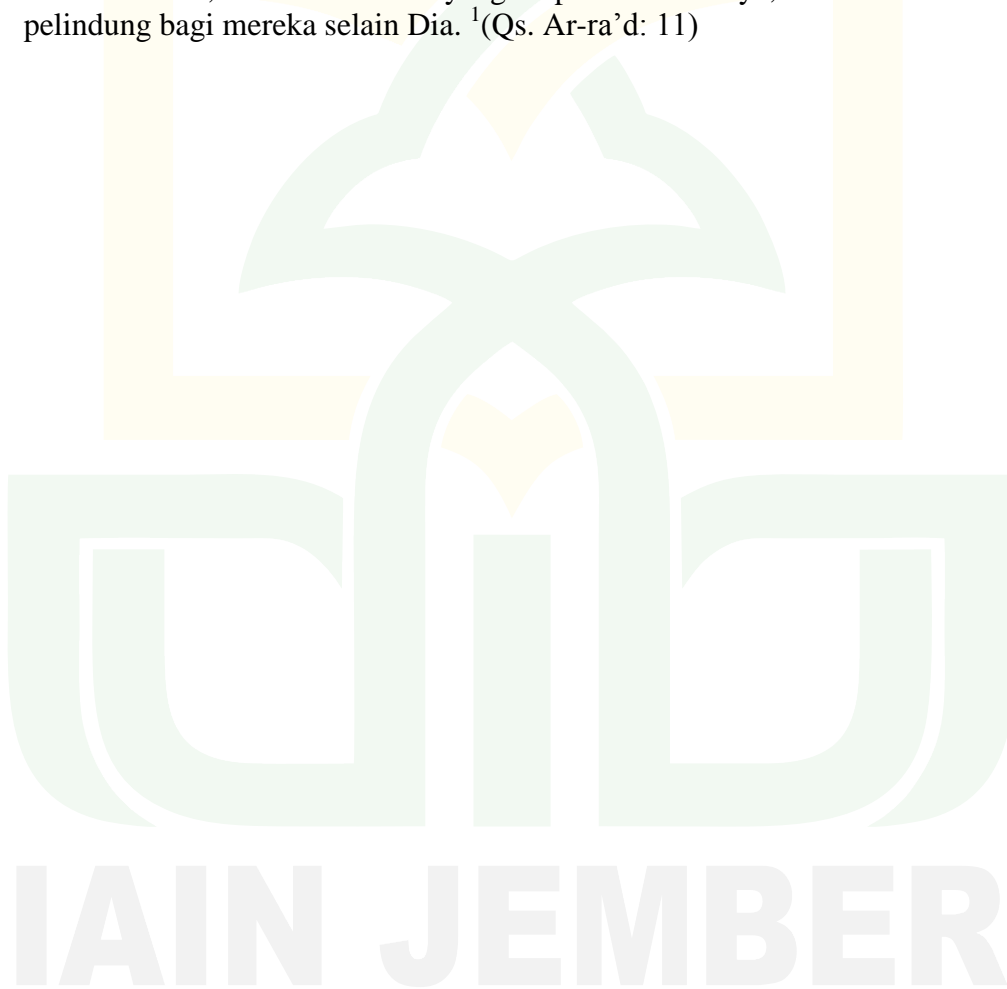 pelindung bagi mereka selain Dia. ¹(Qs. Ar-ra’d: 11)
IAIN JEMBER